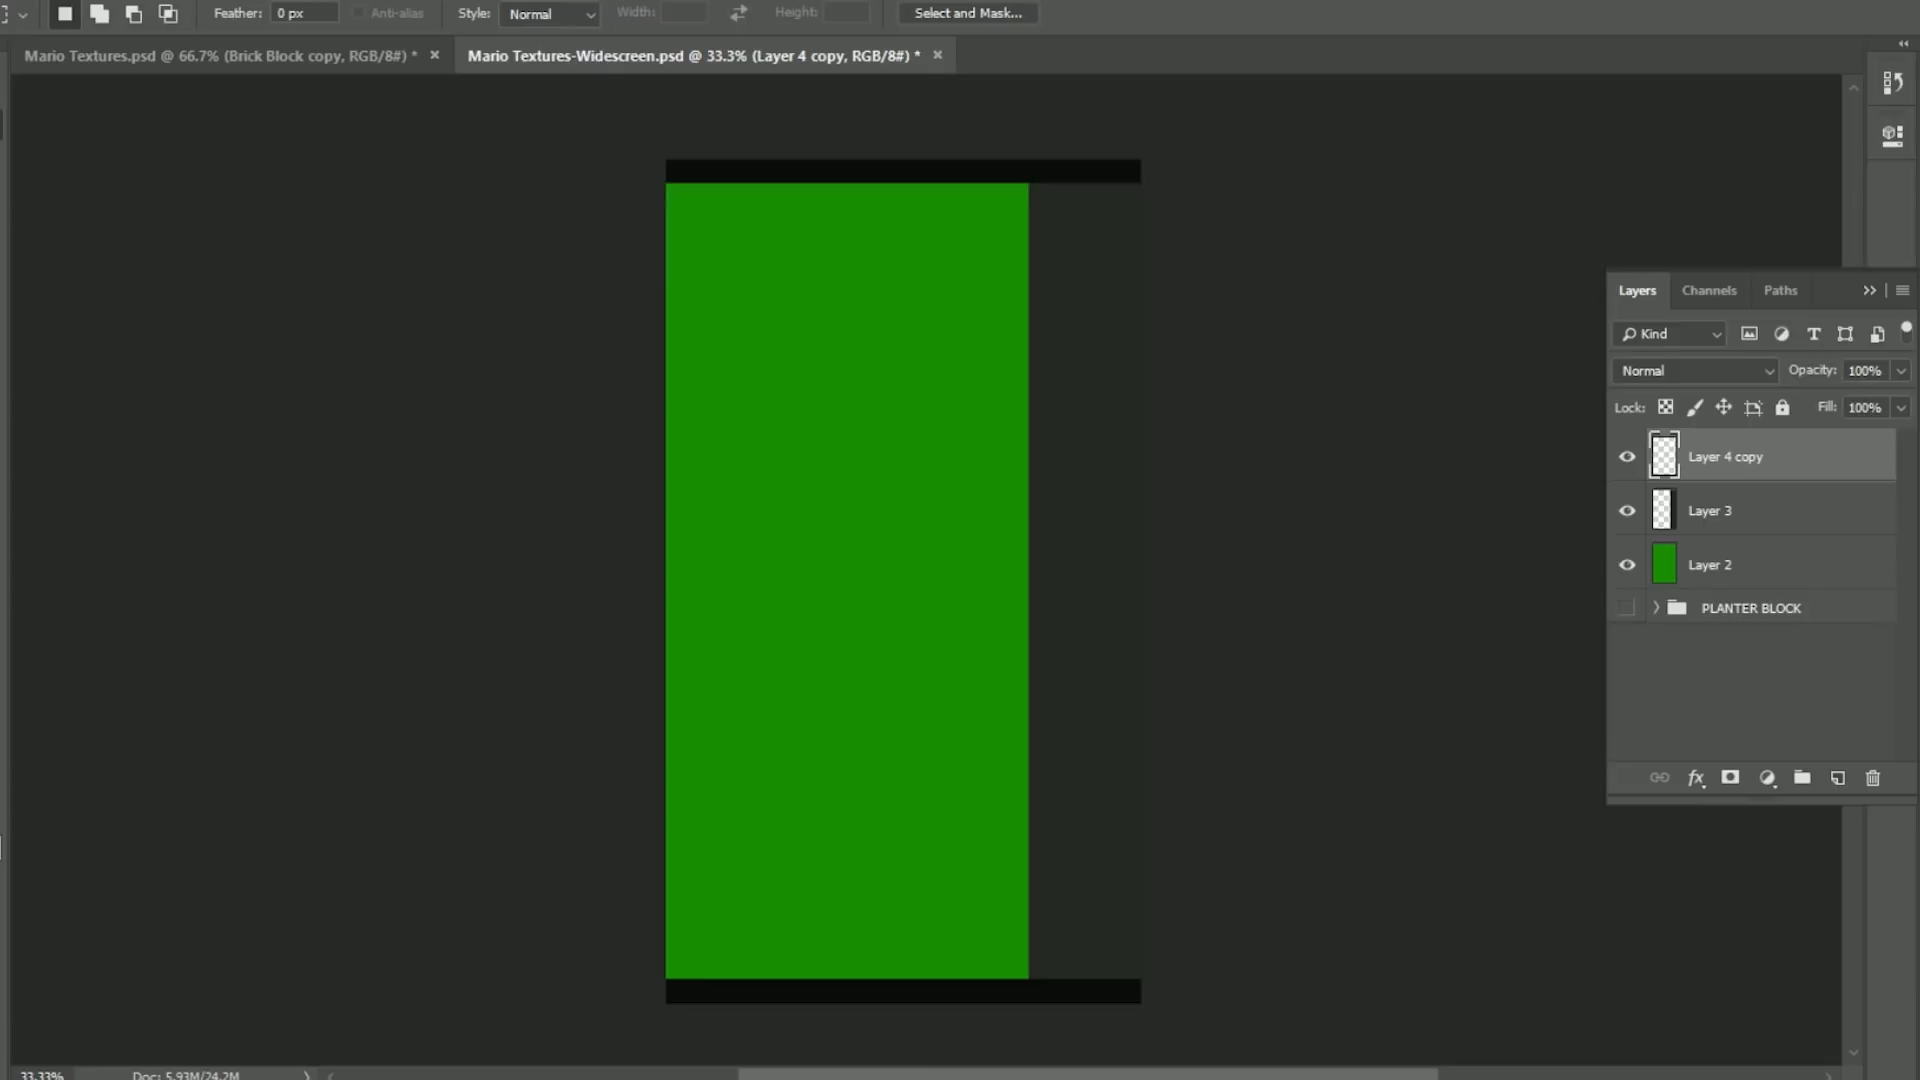 Feather: 0 px Anti-alias Style: Normal Width: Height: Select and Mask...
Mario Textures.psd @ 66.7% (Brick Block copy, RGB/8#) * Mario Textures-Widescreen.psd @ 33.3% (Layer 4 copy, RGB/8#) *
Layers Channels Paths
Kind
Normal Opacity: 100%
Lock: Fill: 100%
Layer 4 copy
Layer 3
Layer 2
PLANTER BLOCK
fx
33.33% Doc: 5.93M/24.2M